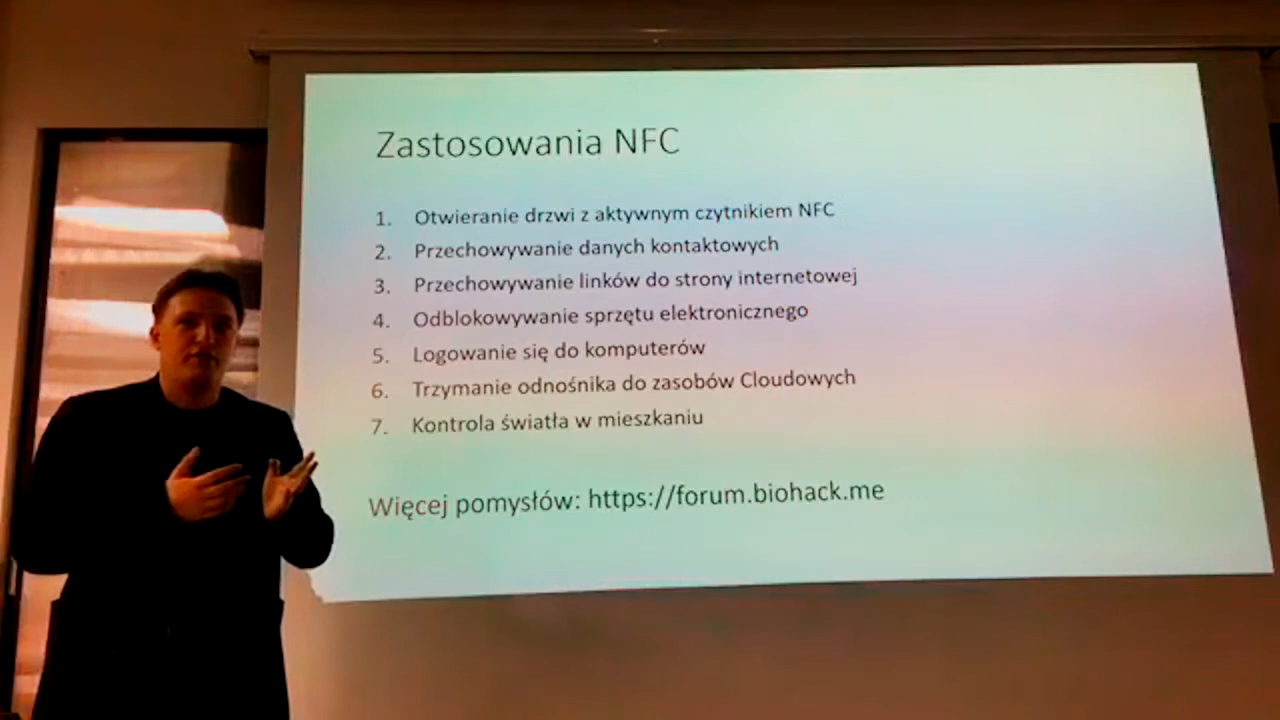 Zastosowania NFC
1. Otwieranie drzwi z aktywnym czytnikiem NFC
2. Przechowywanie danych kontaktowych
3. Przechowywanie linków do strony internetowej
4. Odblokowywanie sprzętu elektronicznego
5. Logowanie się do komputerów
6. Trzymanie odnośnika do zasobów Cloudowych
7. Kontrola światła w mieszkaniu
Więcej pomysłów: https://forum.biohack.me